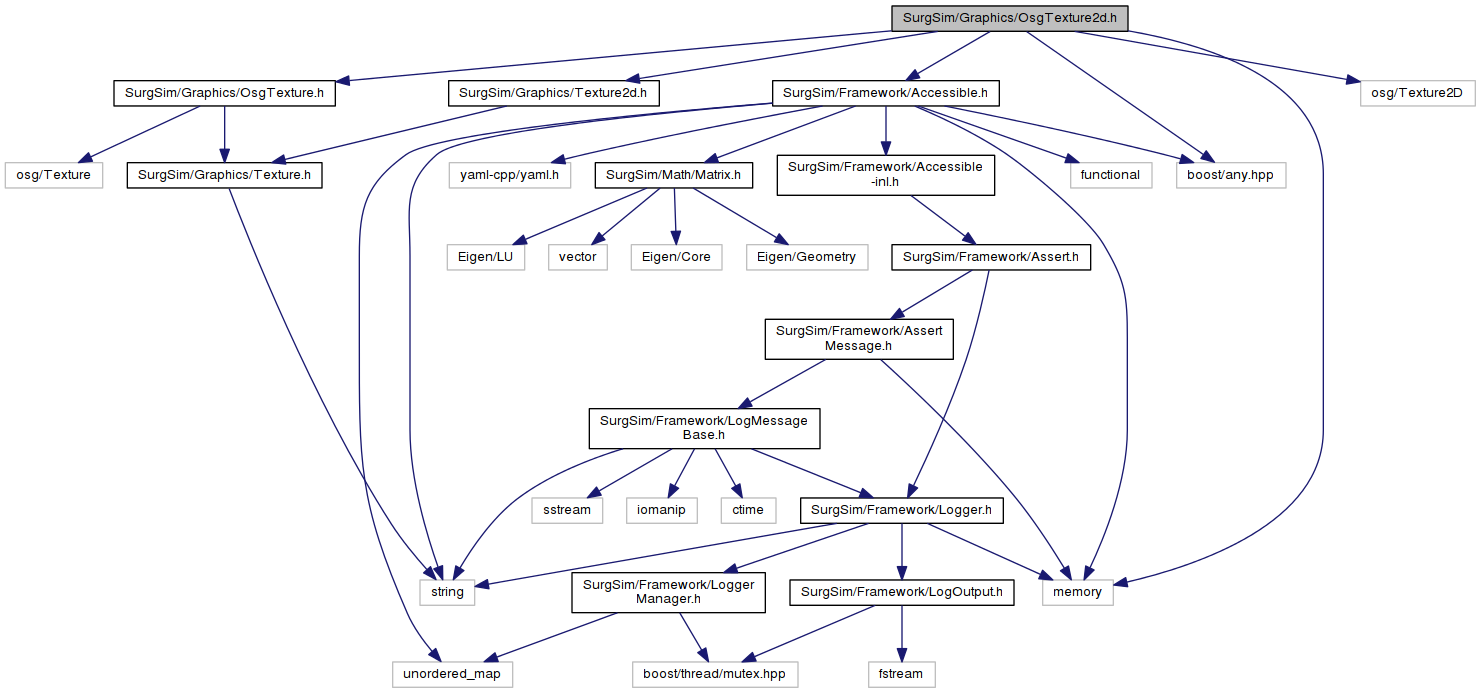 SurgSim/Graphics/OsgTexture2d.h
SurgSim/Graphics/OsgTexture.h
SurgSim/Graphics/Texture2d.h
SurgSim/Framework/Accessible.h
osg/Texture2D
osg/Texture
SurgSim/Graphics/Texture.h
yaml-cpp/yaml.h
SurgSim/Math/Matrix.h
SurgSim/Framework/Accessible
-inl.h
functional
boost/any.hpp
Eigen/LU
vector
Eigen/Core
Eigen/Geometry
SurgSim/Framework/Assert.h
SurgSim/Framework/Assert
Message.h
SurgSim/Framework/LogMessage
Base.h
sstream
iomanip
ctime
SurgSim/Framework/Logger.h
string
SurgSim/Framework/Logger
Manager.h
SurgSim/Framework/LogOutput.h
memory
unordered_map
boost/thread/mutex.hpp
fstream